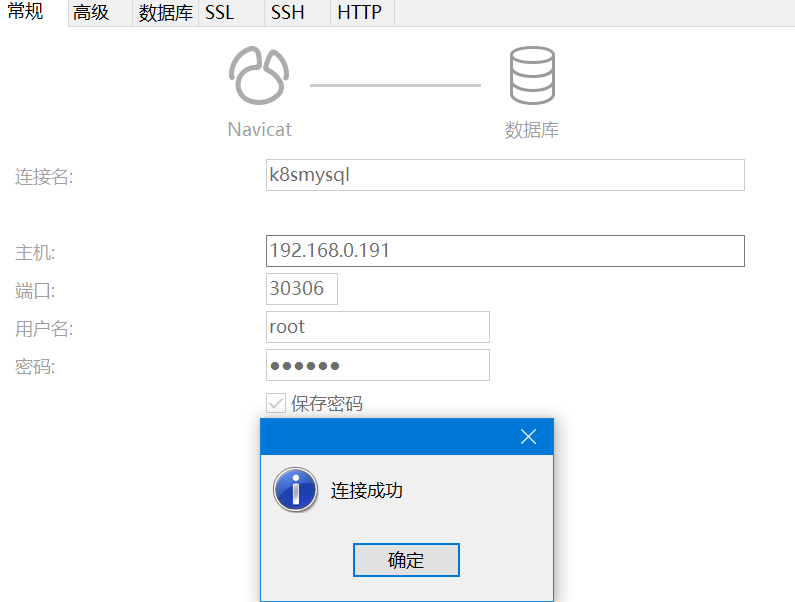 常规 高级 数据库 SSL SSH HTTP
Navicat 数据库
连接名: k8smysql
主机: 192.168.0.191
端口: 30306
用户名: root
密码: ●●●●●●
保存密码
连接成功
确定